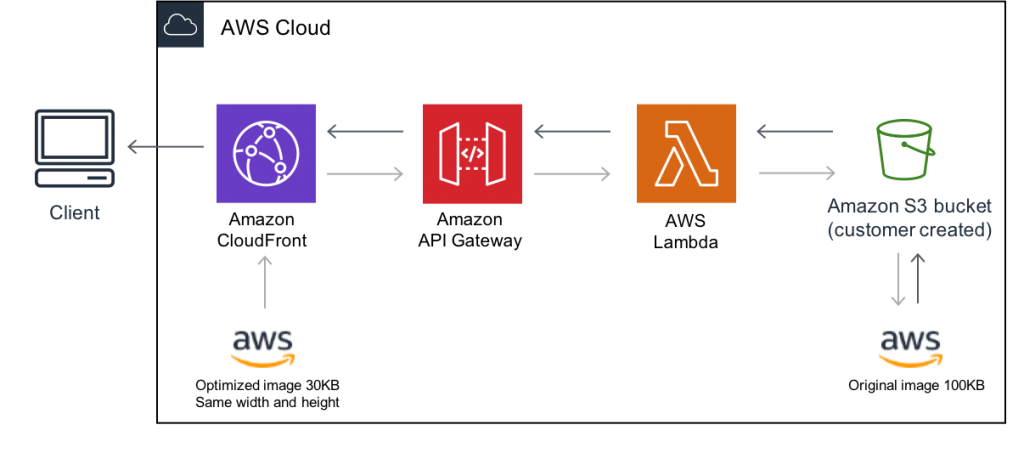 AWS Cloud
Client
Amazon
CloudFront
Amazon
API Gateway
</>
AWS
Lambda
Amazon S3 bucket
(customer created)
aws
Optimized image 30KB
Same width and height
aws
Original image 100KB